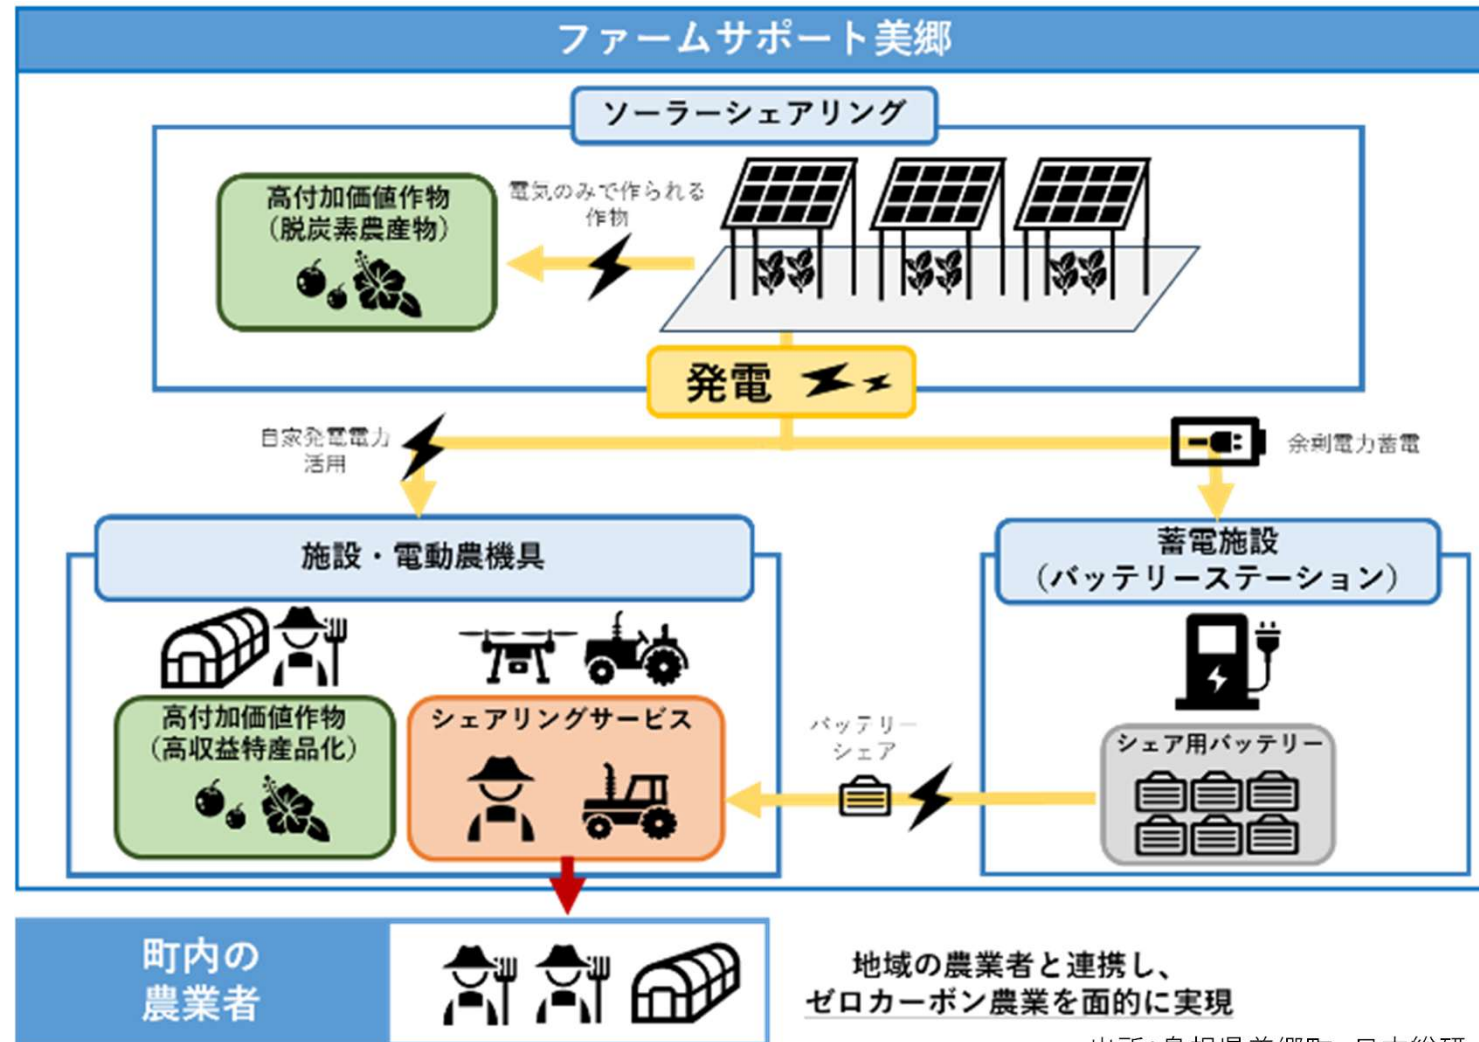 ファームサポート美郷
ソーラーシェアリング
高付加価値作物
（脱炭素農産物）
電気のみで作られる
作物
発電
自家発電電力
活用
余剰電力蓄電
施設・電動農機具
蓄電施設
（バッテリーステーション）
高付加価値作物
（高収益特産品化）
シェアリングサービス
バッテリー
シェア
シェア用バッテリー
町内の
農業者
地域の農業者と連携し、
ゼロカーボン農業を面的に実現